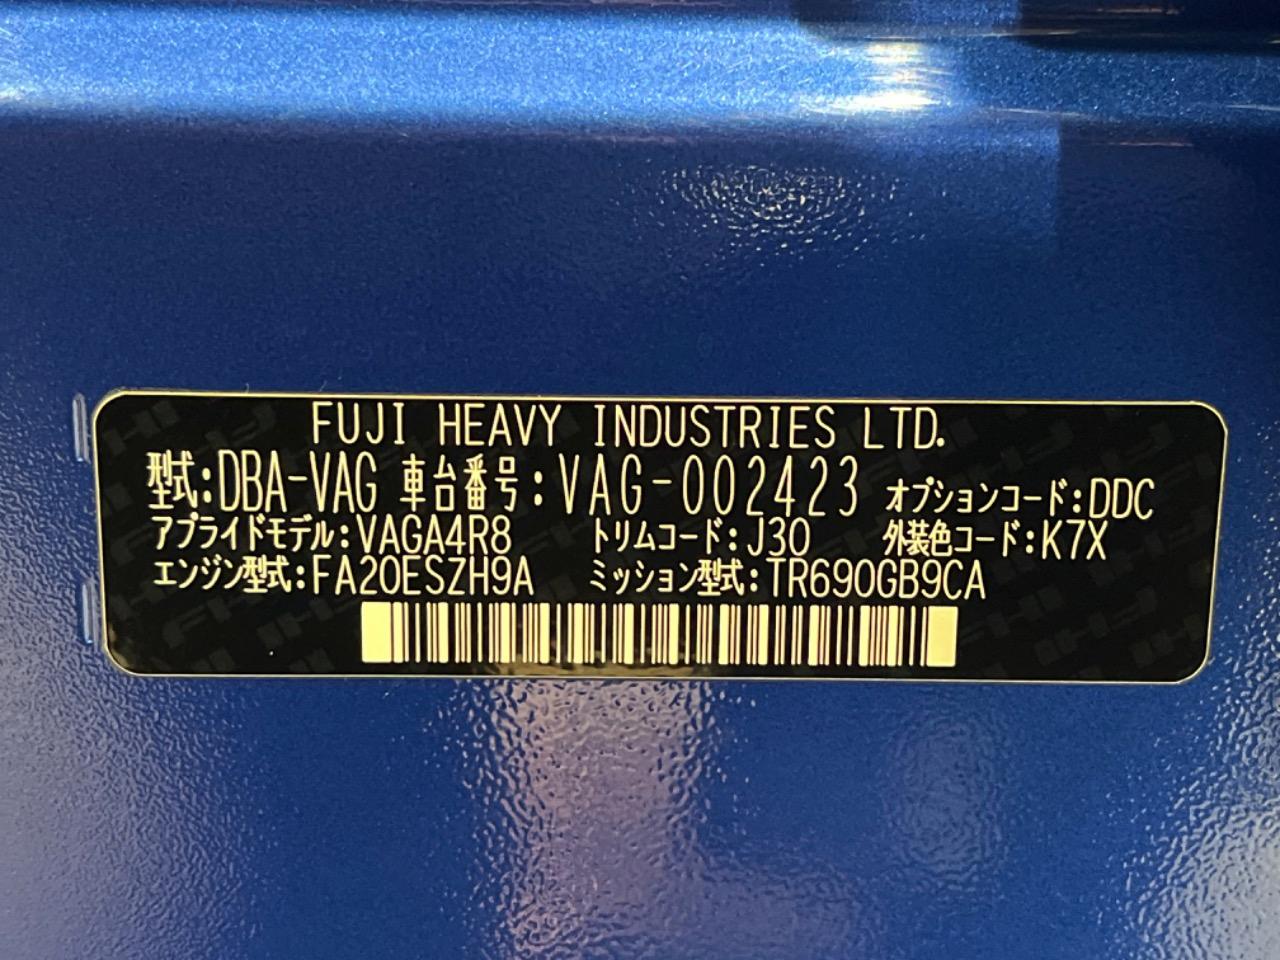 FUJI HEAVY INDUSTRIES LTD.
型式:DBA-VAG 車台番号:VAG-002423 オプションコード:DDC
アプライドモデル:VAGA4R8 トリムコード:J30 外装色コード:K7X
エンジン型式:FA20ESZH9A ミッション型式:TR690GB9CA